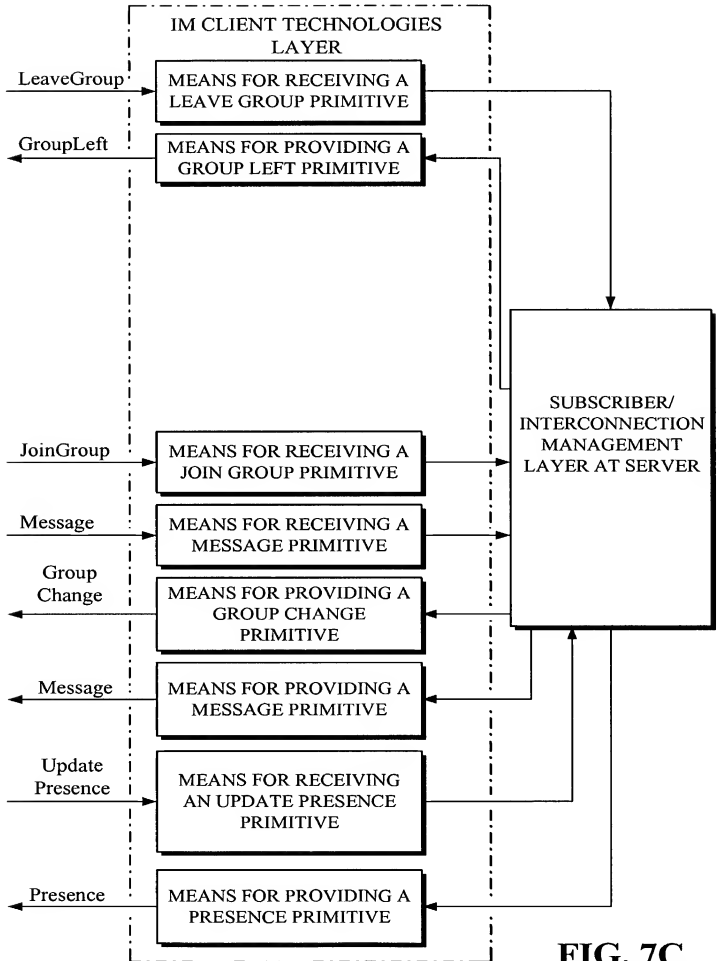 IM CLIENT TECHNOLOGIES
LAYER
LeaveGroup
MEANS FOR RECEIVING A
LEAVE GROUP PRIMITIVE
GroupLeft
MEANS FOR PROVIDING A
GROUP LEFT PRIMITIVE
SUBSCRIBER/
INTERCONNECTION
MANAGEMENT
LAYER AT SERVER
JoinGroup
MEANS FOR RECEIVING A
JOIN GROUP PRIMITIVE
Message
MEANS FOR RECEIVING A
MESSAGE PRIMITIVE
Group
Change
MEANS FOR PROVIDING A
GROUP CHANGE
PRIMITIVE
Message
MEANS FOR PROVIDING A
MESSAGE PRIMITIVE
Update
Presence
MEANS FOR RECEIVING
AN UPDATE PRESENCE
PRIMITIVE
Presence
MEANS FOR PROVIDING A
PRESENCE PRIMITIVE
FIG. 7C